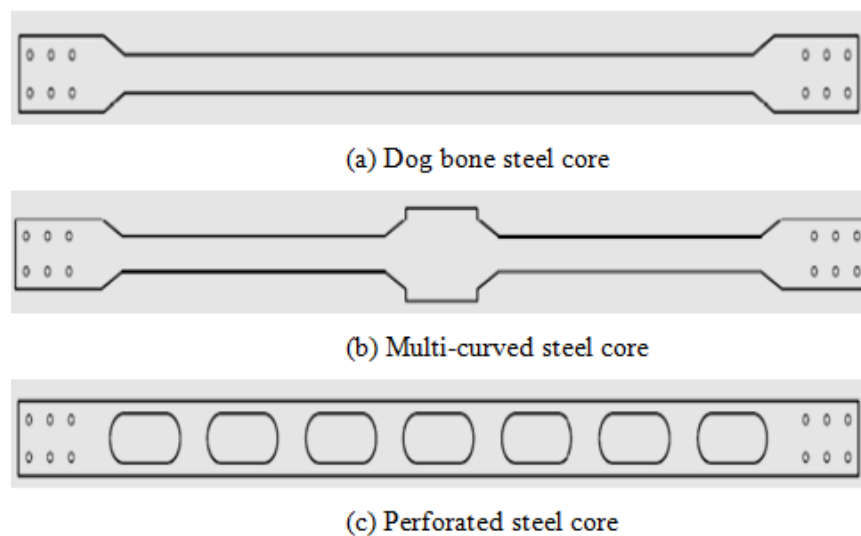 (a) Dog bone steel core
(b) Multi-curved steel core
(c) Perforated steel core